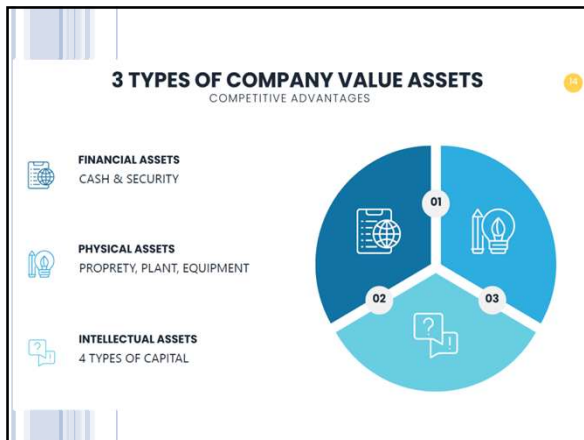 3 TYPES OF COMPANY VALUE ASSETS
COMPETITIVE ADVANTAGES
14
FINANCIAL ASSETS
CASH & SECURITY
PHYSICAL ASSETS
PROPRETY, PLANT, EQUIPMENT
INTELLECTUAL ASSETS
4 TYPES OF CAPITAL
01
02
03